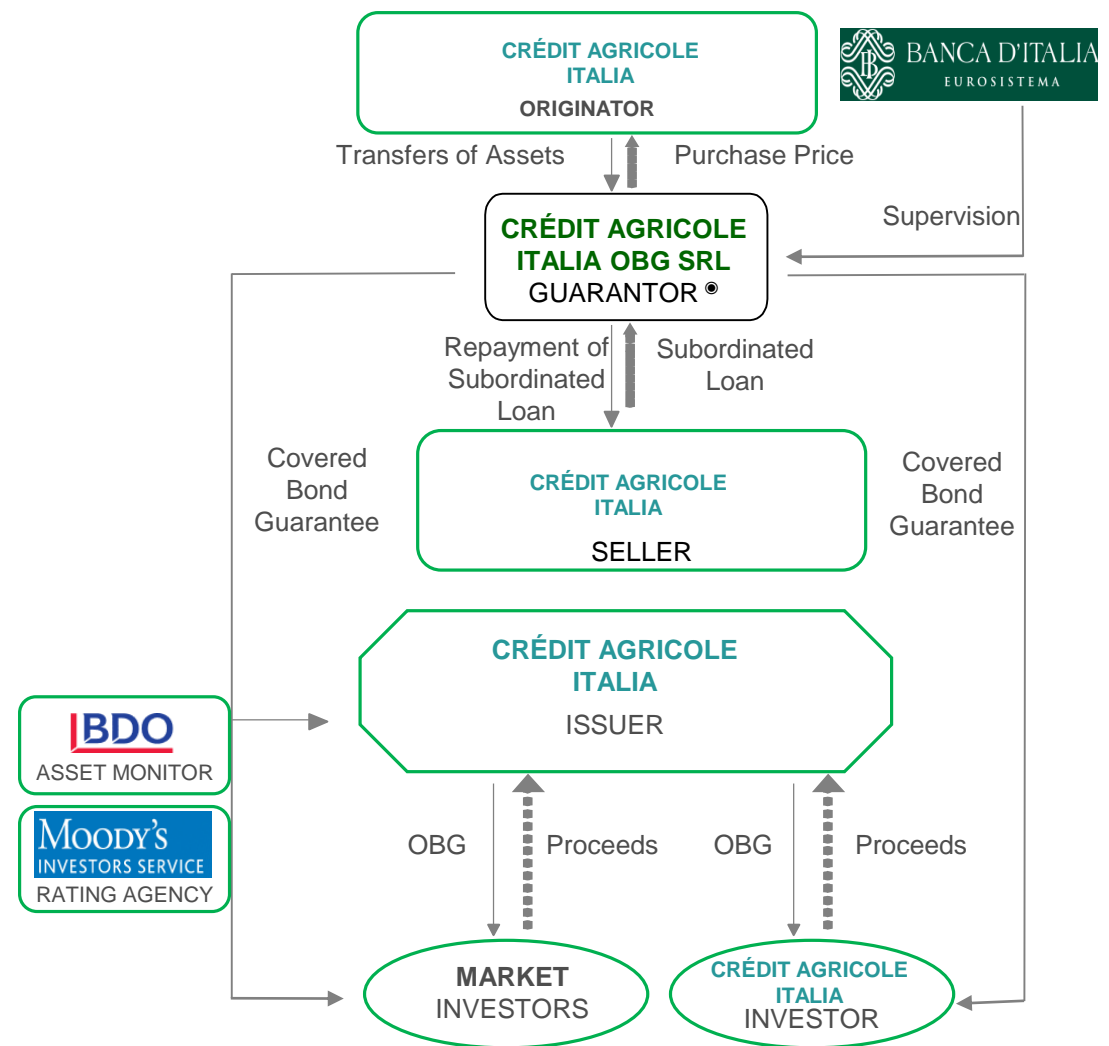 CRÉDIT AGRICOLE
ITALIA
ORIGINATOR
BANCA D'ITALIA
EUROSISTEMA
Transfers of Assets
Purchase Price
Supervision
CRÉDIT AGRICOLE
ITALIA OBG SRL
GUARANTOR ◉
Repayment of
Subordinated
Loan
Subordinated
Loan
Covered
Bond
Guarantee
CRÉDIT AGRICOLE
ITALIA
SELLER
Covered
Bond
Guarantee
CRÉDIT AGRICOLE
ITALIA
ISSUER
BDO
ASSET MONITOR
MOODY'S
INVESTORS SERVICE
RATING AGENCY
OBG
Proceeds
OBG
Proceeds
MARKET
INVESTORS
CRÉDIT AGRICOLE
ITALIA
INVESTOR